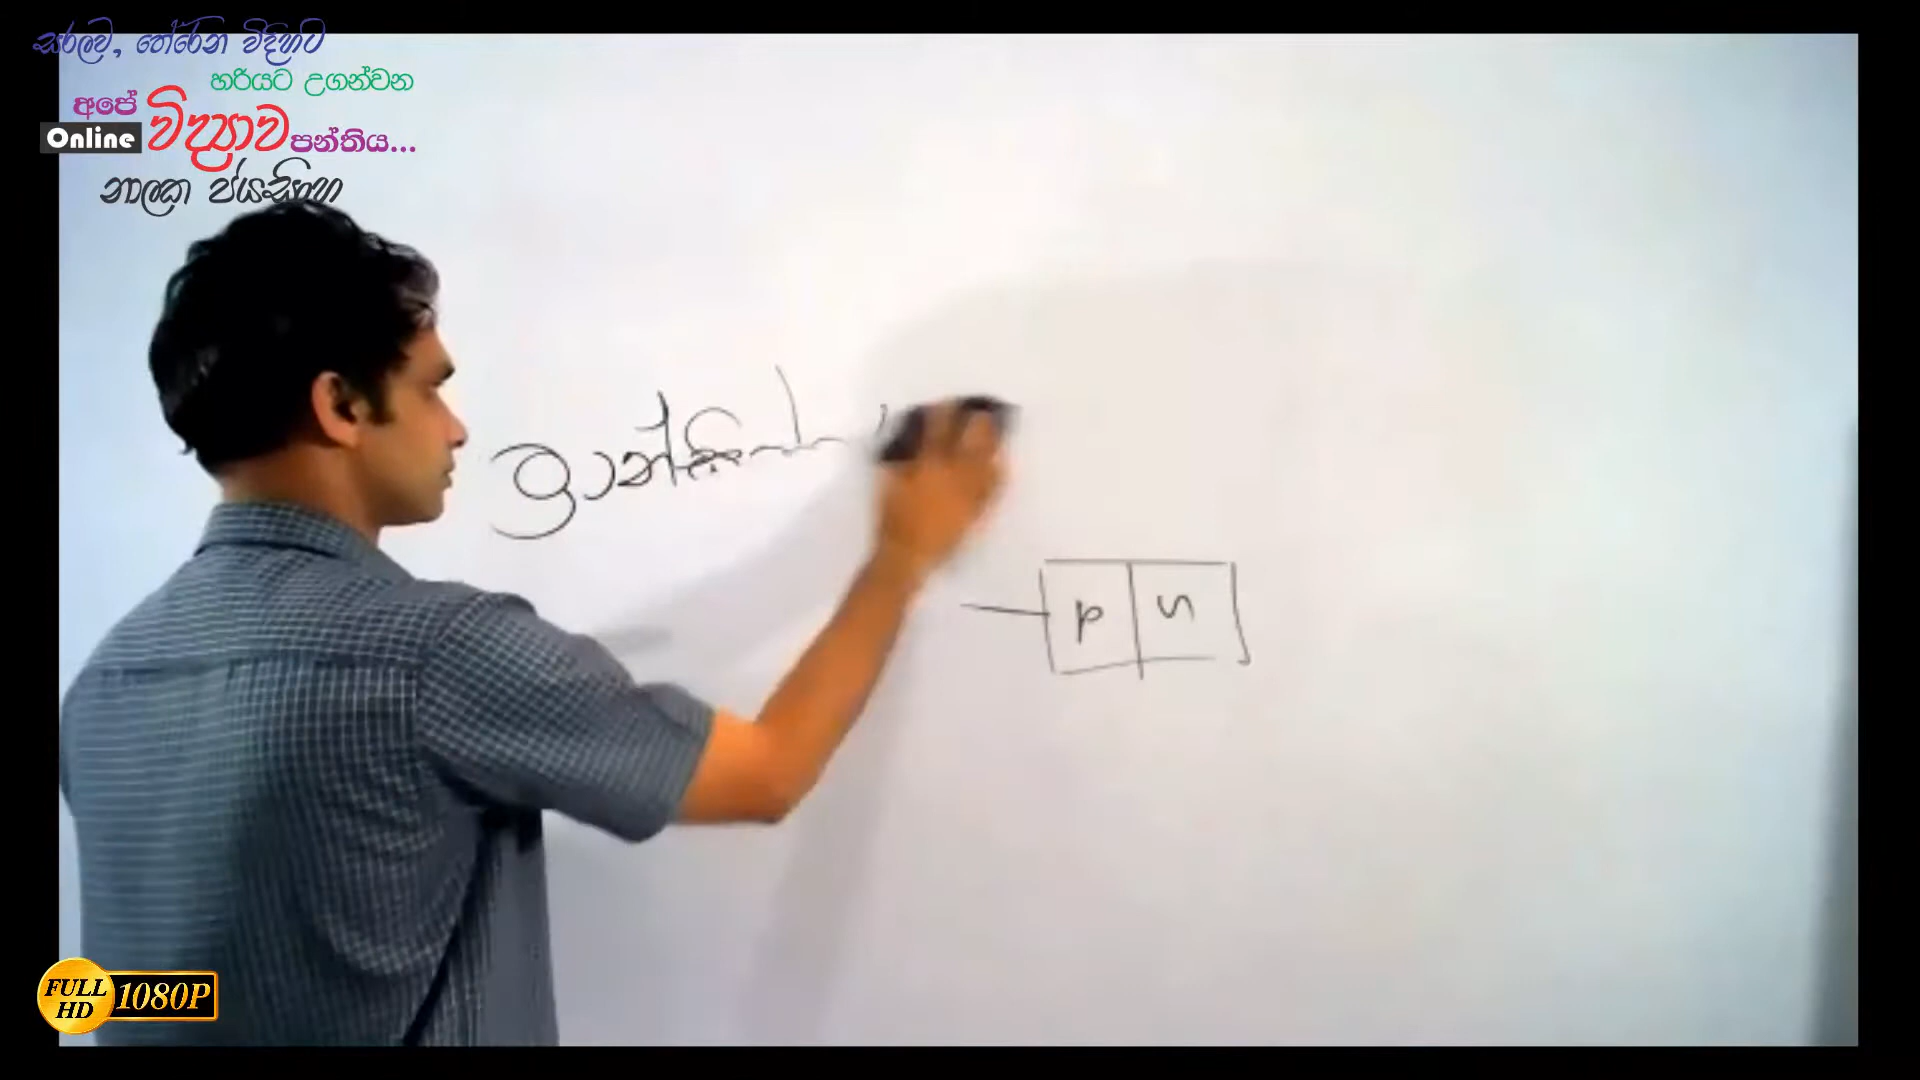 සරලව, තේරෙන විදිහට
හරියට උගන්වන
අපේ
Online විද්‍යාව පන්තිය...
නාලක ජයසිංහ
p n
FULL HD 1080P